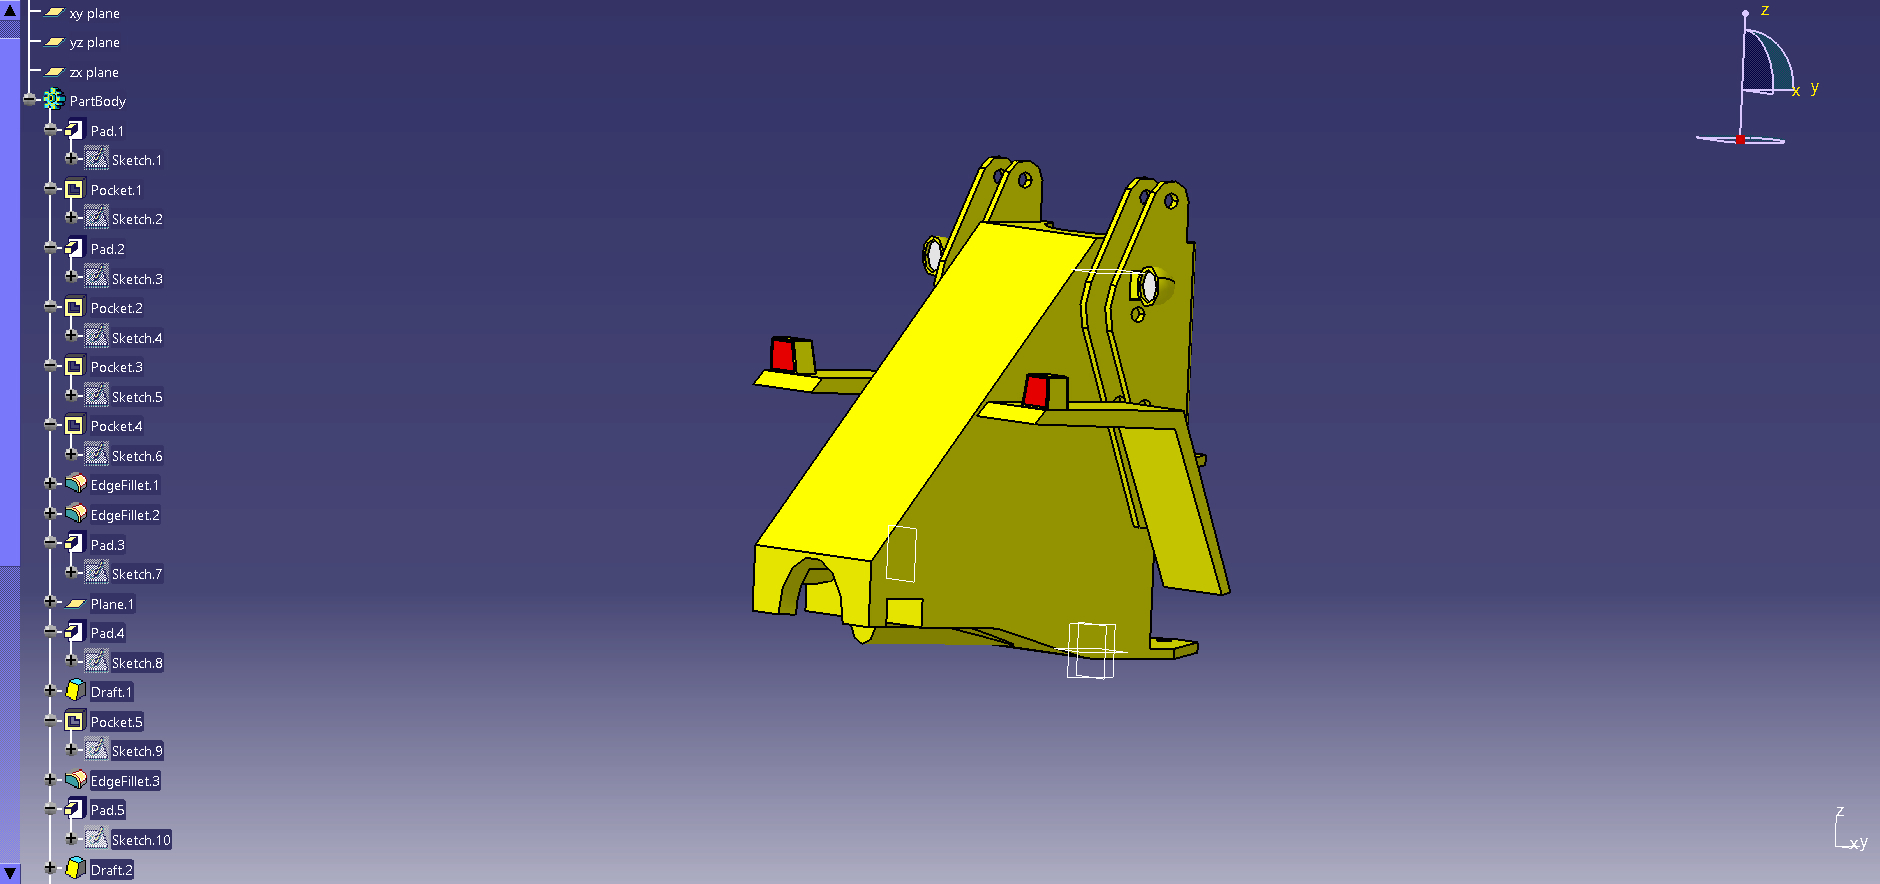 xy plane
yz plane
zx plane
PartBody
Pad.1
Sketch.1
Pocket.1
Sketch.2
Pad.2
Sketch.3
Pocket.2
Sketch.4
Pocket.3
Sketch.5
Pocket.4
Sketch.6
EdgeFillet.1
EdgeFillet.2
Pad.3
Sketch.7
Plane.1
Pad.4
Sketch.8
Draft.1
Pocket.5
Sketch.9
EdgeFillet.3
Pad.5
Sketch.10
Draft.2
z
x y
z
xy